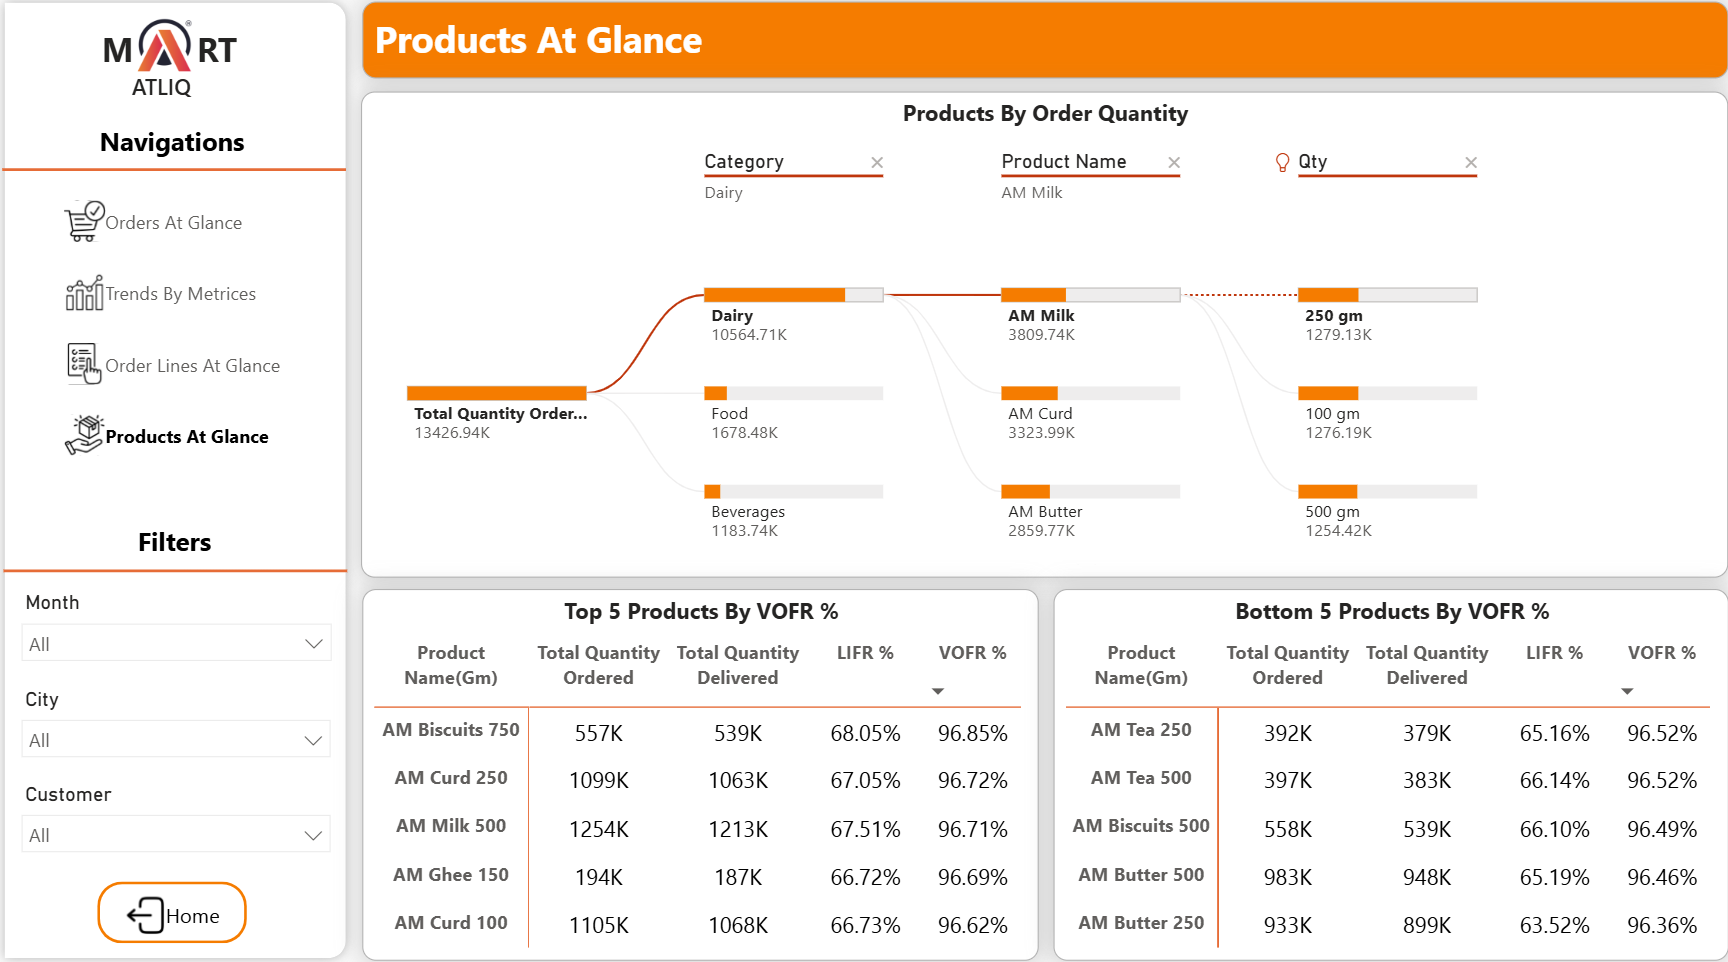 MART
ATLIQ
Navigations
Orders At Glance
Trends By Metrices
Order Lines At Glance
Products At Glance
Filters
Month
All
City
All
Customer
All
Home
Products At Glance
Products By Order Quantity
Category
Dairy
Product Name
AM Milk
Qty
Total Quantity Order...
13426.94K
Dairy
10564.71K
Food
1678.48K
Beverages
1183.74K
AM Milk
3809.74K
AM Curd
3323.99K
AM Butter
2859.77K
250 gm
1279.13K
100 gm
1276.19K
500 gm
1254.42K
Top 5 Products By VOFR %
Product Name(Gm) Total Quantity Ordered Total Quantity Delivered LIFR % VOFR %
AM Biscuits 750 557K 539K 68.05% 96.85%
AM Curd 250 1099K 1063K 67.05% 96.72%
AM Milk 500 1254K 1213K 67.51% 96.71%
AM Ghee 150 194K 187K 66.72% 96.69%
AM Curd 100 1105K 1068K 66.73% 96.62%
Bottom 5 Products By VOFR %
Product Name(Gm) Total Quantity Ordered Total Quantity Delivered LIFR % VOFR %
AM Tea 250 392K 379K 65.16% 96.52%
AM Tea 500 397K 383K 66.14% 96.52%
AM Biscuits 500 558K 539K 66.10% 96.49%
AM Butter 500 983K 948K 65.19% 96.46%
AM Butter 250 933K 899K 63.52% 96.36%